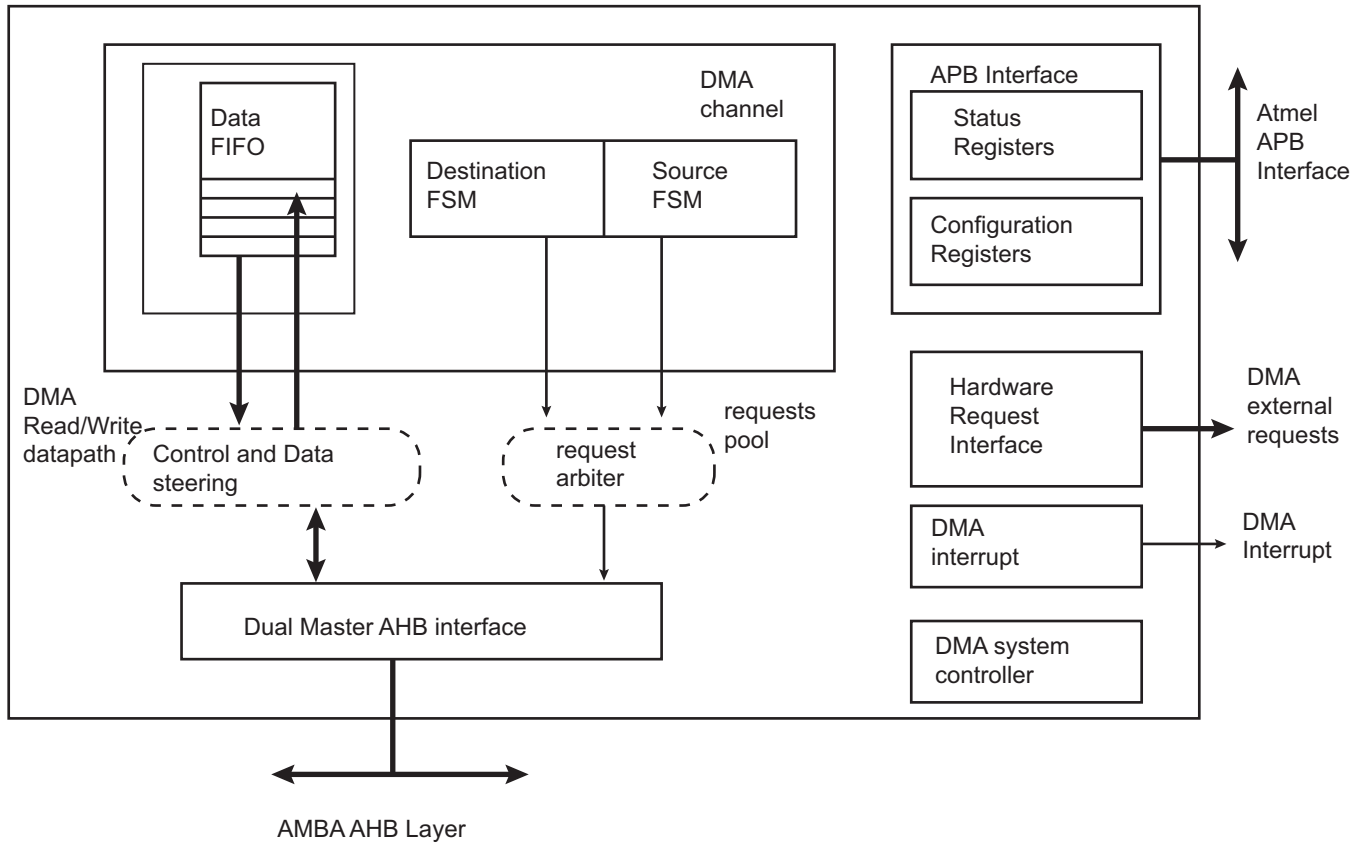 DMA
channel
Data
FIFO
Destination
FSM
Source
FSM
APB Interface
Status
Registers
Configuration
Registers
Atmel
APB
Interface
DMA
Read/Write
datapath
Control and Data
steering
request
arbiter
requests
pool
Hardware
Request
Interface
DMA
external
requests
DMA
interrupt
DMA
Interrupt
Dual Master AHB interface
DMA system
controller
AMBA AHB Layer